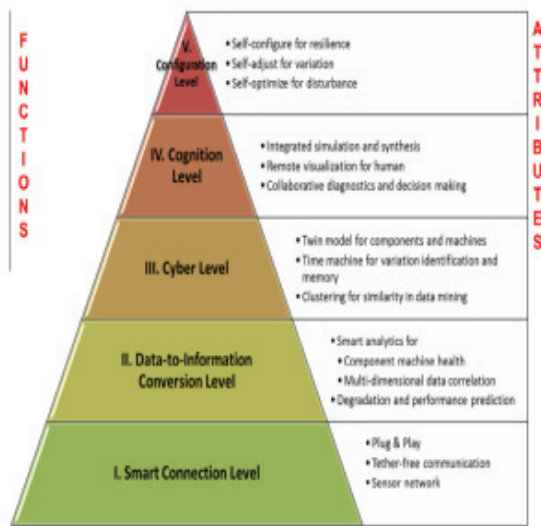 FUNCTIONS
ATTRIBUTES
V.
Configuration
Level
• Self-configure for resilience
• Self-adjust for variation
• Self-optimize for disturbance
IV. Cognition
Level
• Integrated simulation and synthesis
• Remote visualization for human
• Collaborative diagnostics and decision making
III. Cyber Level
• Twin model for components and machines
• Time machine for variation identification and
memory
• Clustering for similarity in data mining
II. Data-to-Information
Conversion Level
• Smart analytics for
• Component machine health
• Multi-dimensional data correlation
• Degradation and performance prediction
I. Smart Connection Level
• Plug & Play
• Tether-free communication
• Sensor network